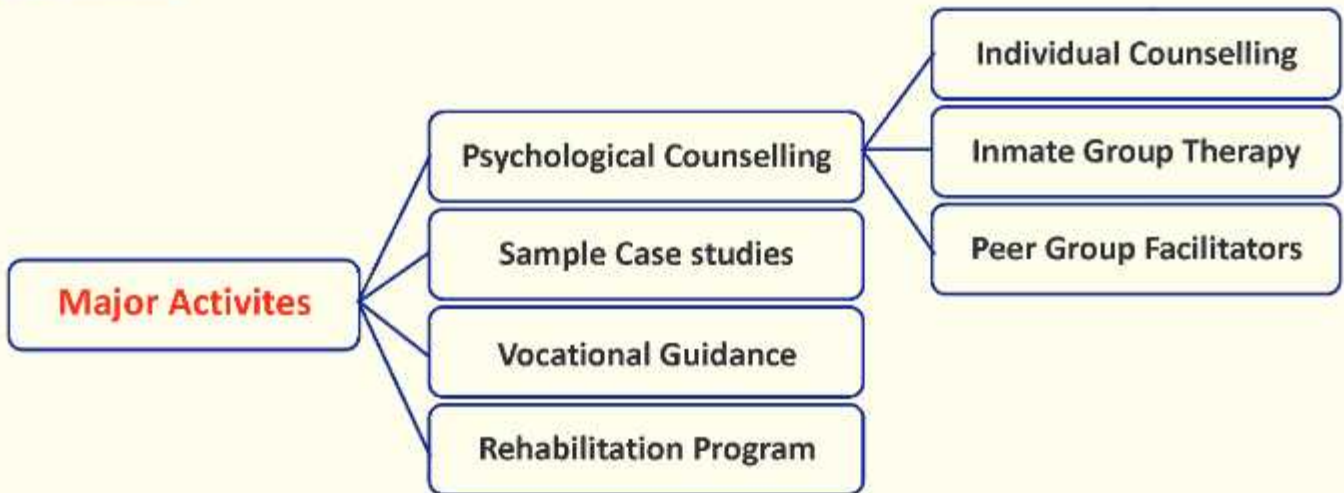 Major Activites
Psychological Counselling
Sample Case studies
Vocational Guidance
Rehabilitation Program
Individual Counselling
Inmate Group Therapy
Peer Group Facilitators